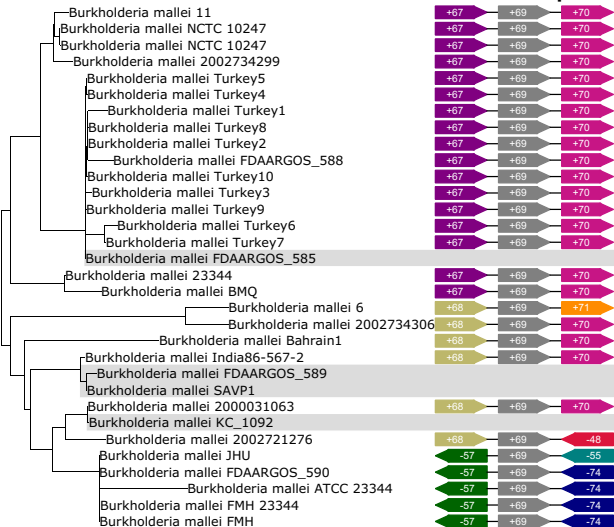 Burkholderia mallei 11 +67 +69 +70
Burkholderia mallei NCTC 10247 +67 +69 +70
Burkholderia mallei NCTC 10247 +67 +69 +70
Burkholderia mallei 2002734299 +67 +69 +70
Burkholderia mallei Turkey5 +67 +69 +70
Burkholderia mallei Turkey4 +67 +69 +70
Burkholderia mallei Turkey1 +67 +69 +70
Burkholderia mallei Turkey8 +67 +69 +70
Burkholderia mallei Turkey2 +67 +69 +70
Burkholderia mallei FDAARGOS_588 +67 +69 +70
Burkholderia mallei Turkey10 +67 +69 +70
Burkholderia mallei Turkey3 +67 +69 +70
Burkholderia mallei Turkey9 +67 +69 +70
Burkholderia mallei Turkey6 +67 +69 +70
Burkholderia mallei Turkey7 +67 +69 +70
Burkholderia mallei FDAARGOS_585
Burkholderia mallei 23344 +67 +69 +70
Burkholderia mallei BMQ +67 +69 +70
Burkholderia mallei 6 +68 +69 +71
Burkholderia mallei 2002734306 +68 +69 +70
Burkholderia mallei Bahrain1 +68 +69 +70
Burkholderia mallei India86-567-2 +68 +69 +70
Burkholderia mallei FDAARGOS_589
Burkholderia mallei SAVP1
Burkholderia mallei 2000031063 +68 +69 +70
Burkholderia mallei KC_1092
Burkholderia mallei 2002721276 +68 +69 -48
Burkholderia mallei JHU -57 +69 -55
Burkholderia mallei FDAARGOS_590 -57 +69 -74
Burkholderia mallei ATCC 23344 -57 +69 -74
Burkholderia mallei FMH 23344 -57 +69 -74
Burkholderia mallei FMH -57 +69 -74